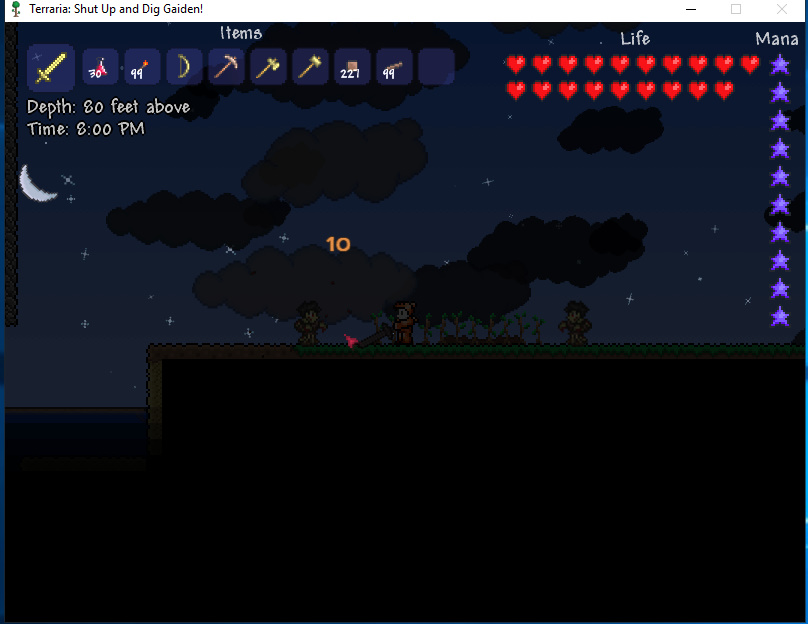 Terraria: Shut Up and Dig Gaiden!
Items
Life
Mana
30
99
227
99
Depth: 80 feet above
Time: 8:00 PM
10